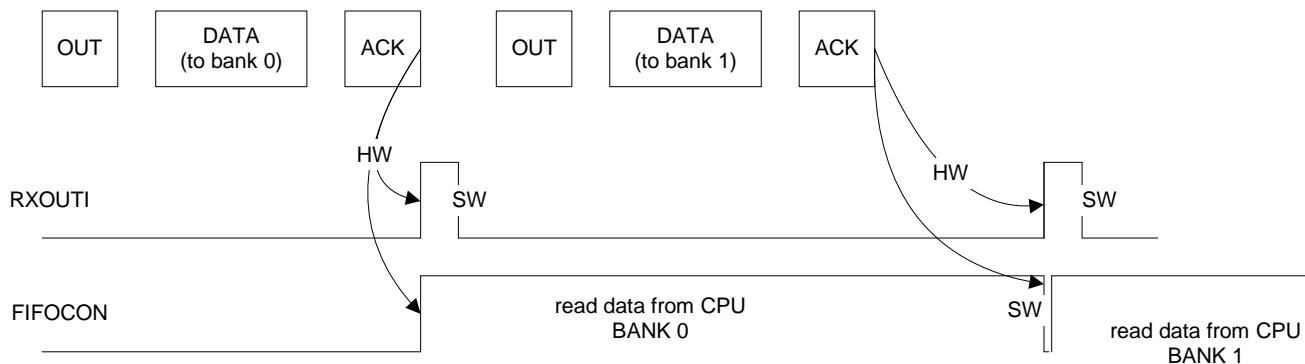 OUT
DATA
(to bank 0)
ACK
OUT
DATA
(to bank 1)
ACK
HW
HW
RXOUTI
SW
SW
FIFOCON
read data from CPU
BANK 0
SW
read data from CPU
BANK 1